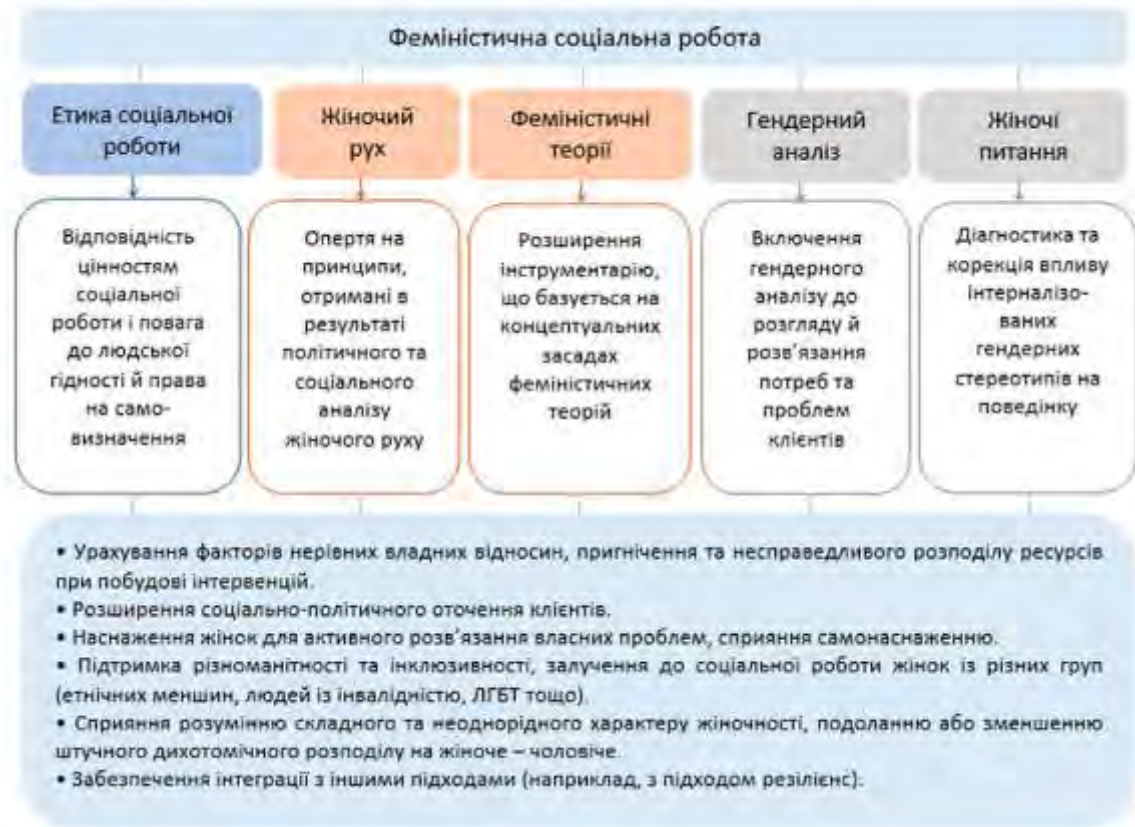 Феміністична соціальна робота
Етика соціальної
роботи
Жіночий
рух
Феміністичні
теорії
Гендерний
аналіз
Жіночі
питання
Відповідність
цінностям
соціальної
роботи і повага
до людської
гідності й права
на само-
визначення
Опертя на
принципи,
отримані в
результаті
політичного та
соціального
аналізу
жіночого руху
Розширення
інструментарію,
що базується на
концептуальних
засадах
феміністичних
теорій
Включення
гендерного
аналізу до
розгляду й
розв’язання
потреб та
проблем
клієнтів
Діагностика та
корекція впливу
інтерналізо-
ваних
гендерних
стереотипів на
поведінку
• Урахування факторів нерівних владних відносин, пригнічення та несправедливого розподілу ресурсів
при побудові інтервенцій.
• Розширення соціально-політичного оточення клієнтів.
• Наснаження жінок для активного розв’язання власних проблем, сприяння самонаснаженню.
• Підтримка різноманітності та інклюзивності, залучення до соціальної роботи жінок із різних груп
(етнічних меншин, людей із інвалідністю, ЛГБТ тощо).
• Сприяння розумінню складного та неоднорідного характеру жіночності, подоланню або зменшенню
штучного дихотомічного розподілу на жіноче – чоловіче.
• Забезпечення інтеграції з іншими підходами (наприклад, з підходом резілієнс).